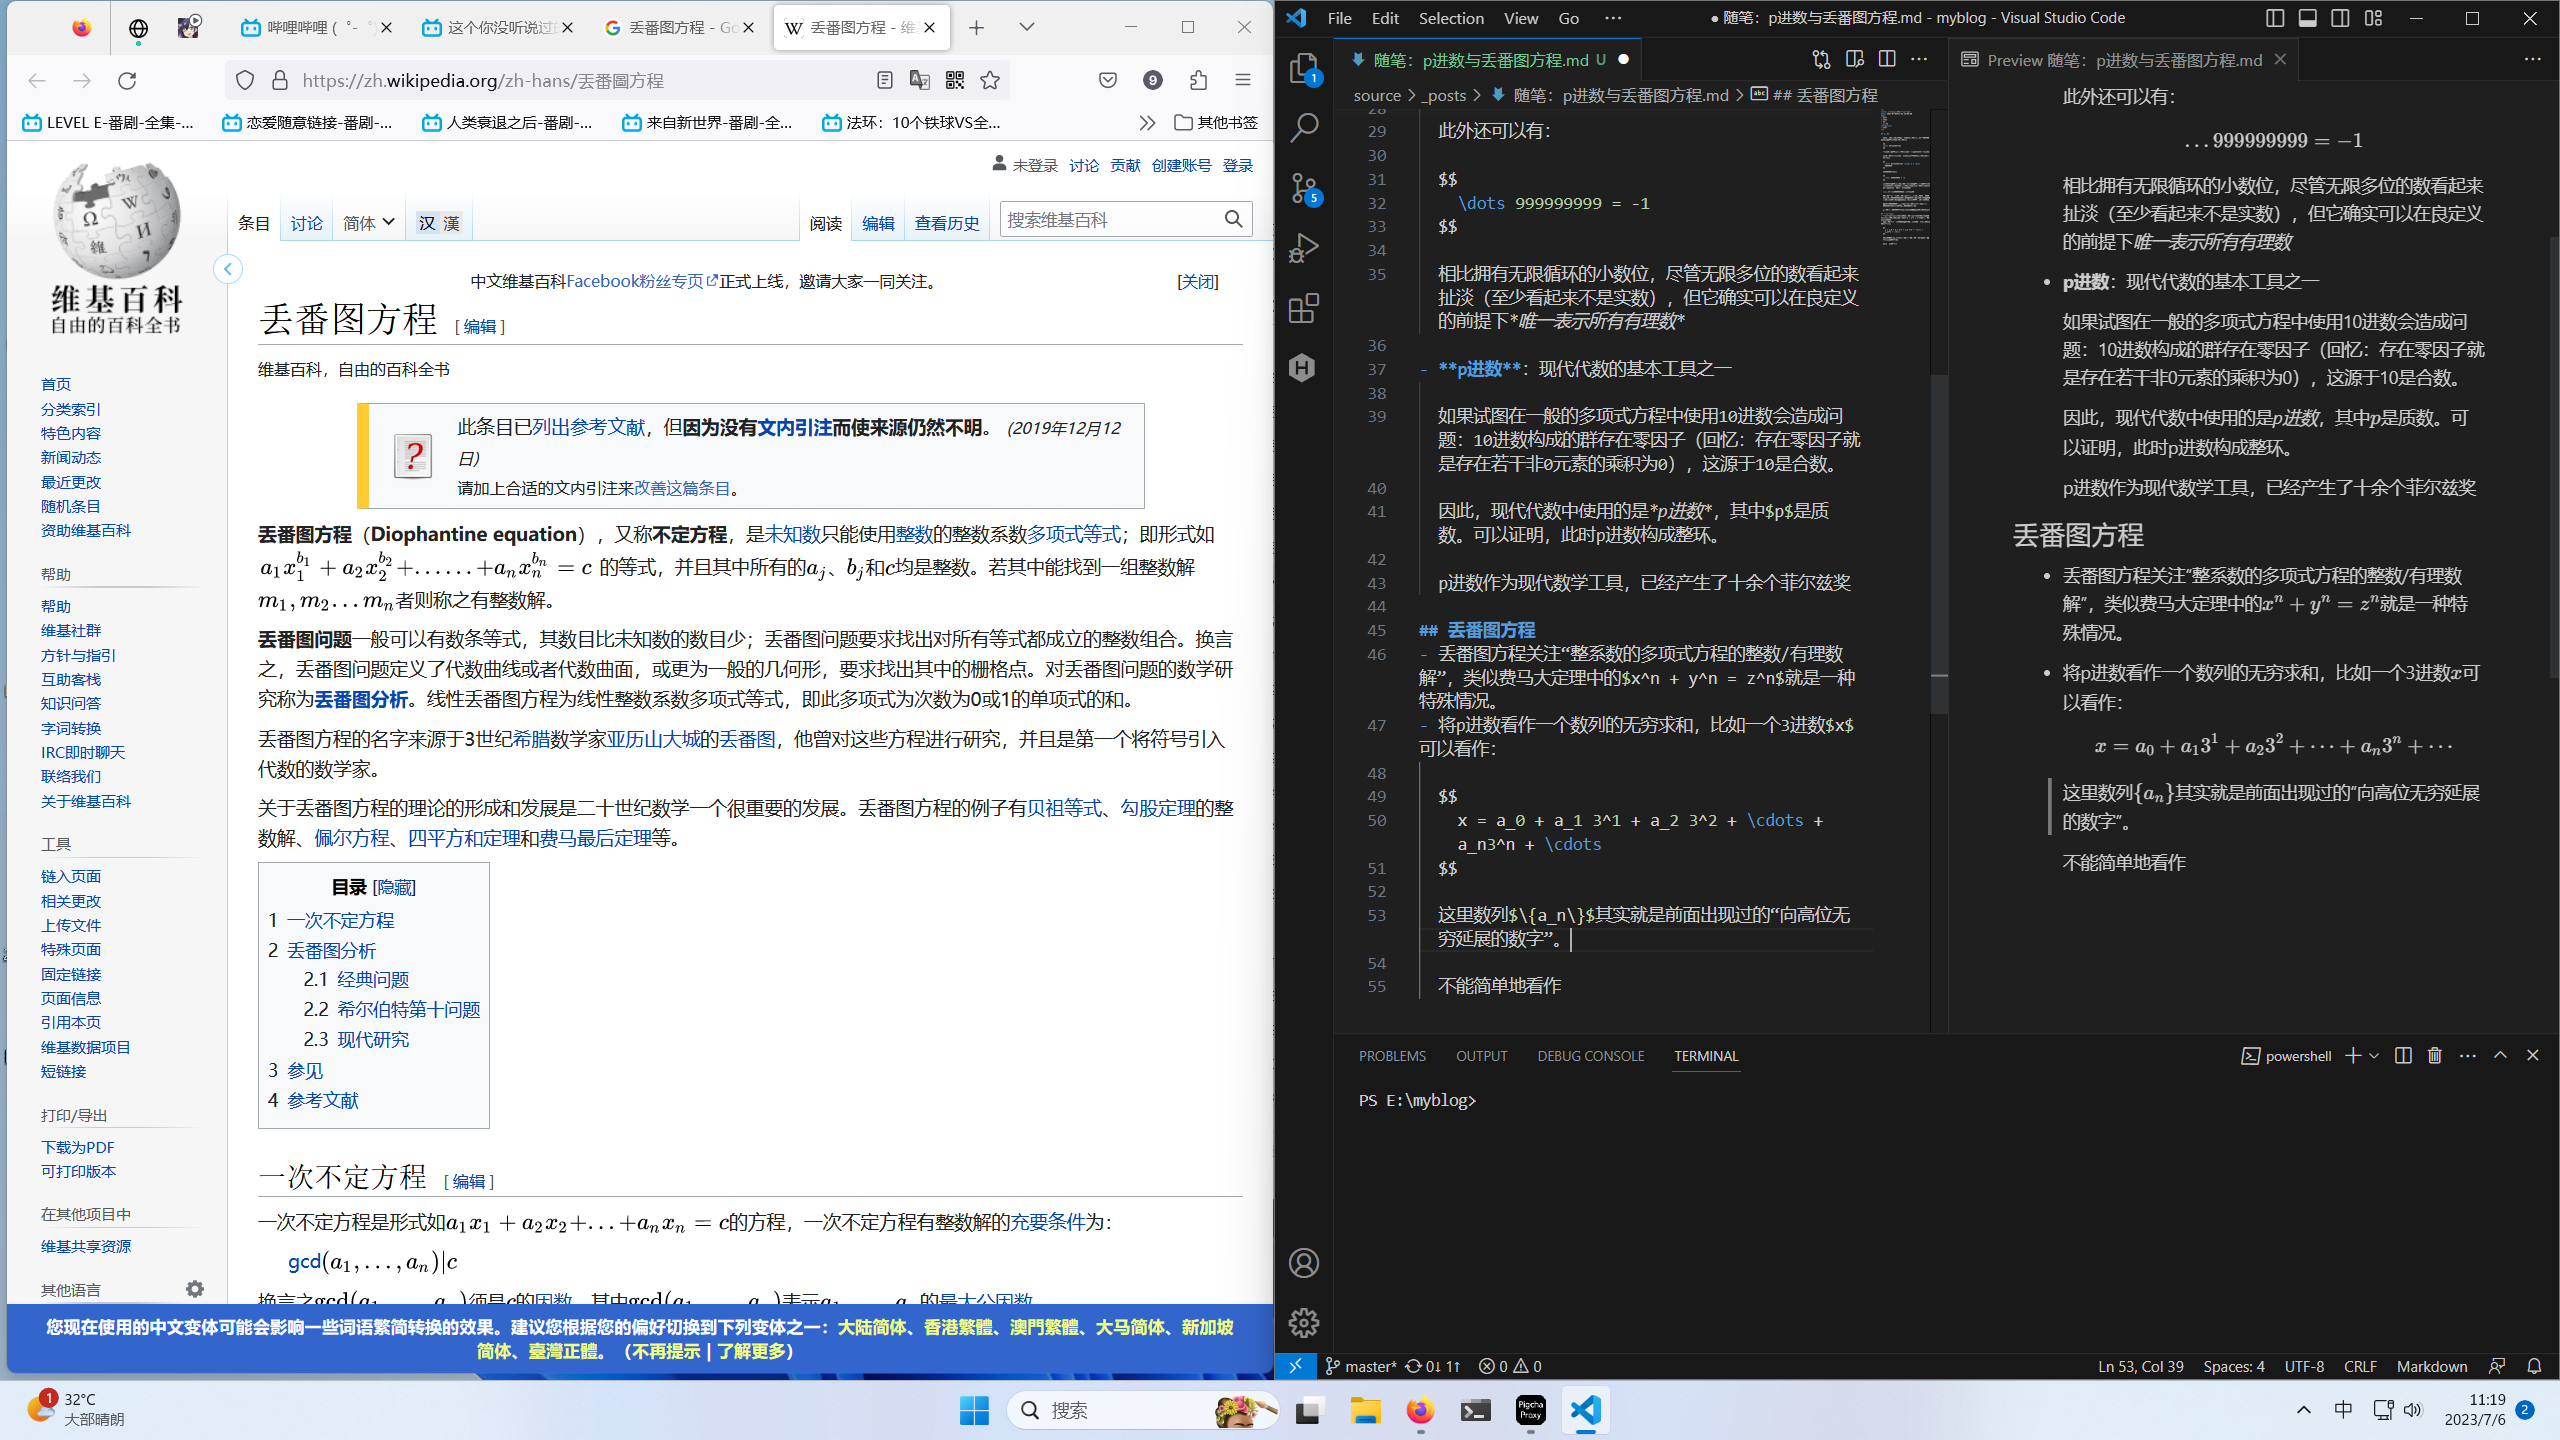 哔哩哔哩 (゜-゜)
这个你没听说过
丢番图方程 - Go
丢番图方程 - 维
https://zh.wikipedia.org/zh-hans/丟番圖方程
9
LEVEL E-番剧-全集-...
恋爱随意链接-番剧-...
人类衰退之后-番剧-...
来自新世界-番剧-全...
法环：10个铁球VS全...
其他书签
维基百科
自由的百科全书
首页
分类索引
特色内容
新闻动态
最近更改
随机条目
资助维基百科
帮助
帮助
维基社群
方针与指引
互助客栈
知识问答
字词转换
IRC即时聊天
联络我们
关于维基百科
工具
链入页面
相关更改
上传文件
特殊页面
固定链接
页面信息
引用本页
维基数据项目
短链接
打印/导出
下载为PDF
可打印版本
在其他项目中
维基共享资源
其他语言
未登录 讨论 贡献 创建账号 登录
条目 讨论 简体 汉 漢 阅读 编辑 查看历史 搜索维基百科
中文维基百科Facebook粉丝专页正式上线，邀请大家一同关注。 [关闭]
丢番图方程 [ 编辑 ]
维基百科，自由的百科全书
此条目已列出参考文献，但因为没有文内引注而使来源仍然不明。 (2019年12月12
日)
请加上合适的文内引注来改善这篇条目。
丢番图方程（Diophantine equation），又称不定方程，是未知数只能使用整数的整数系数多项式等式；即形式如
a₁x₁^{b₁} + a₂x₂^{b₂} + …… + aₙxₙ^{bₙ} = c 的等式，并且其中所有的aⱼ、bⱼ和c均是整数。若其中能找到一组整数解
m₁, m₂ … mₙ者则称之有整数解。
丢番图问题一般可以有数条等式，其数目比未知数的数目少；丢番图问题要求找出对所有等式都成立的整数组合。换言
之，丢番图问题定义了代数曲线或者代数曲面，或更为一般的几何形，要求找出其中的栅格点。对丢番图问题的数学研
究称为丢番图分析。线性丢番图方程为线性整数系数多项式等式，即此多项式为次数为0或1的单项式的和。
丢番图方程的名字来源于3世纪希腊数学家亚历山大城的丢番图，他曾对这些方程进行研究，并且是第一个将符号引入
代数的数学家。
关于丢番图方程的理论的形成和发展是二十世纪数学一个很重要的发展。丢番图方程的例子有贝祖等式、勾股定理的整
数解、佩尔方程、四平方和定理和费马最后定理等。
目录 [隐藏]
1 一次不定方程
2 丢番图分析
2.1 经典问题
2.2 希尔伯特第十问题
2.3 现代研究
3 参见
4 参考文献
一次不定方程 [ 编辑 ]
一次不定方程是形式如a₁x₁ + a₂x₂ + … + aₙxₙ = c的方程，一次不定方程有整数解的充要条件为：
gcd(a₁, …, aₙ)|c
换言之gcd(a₁, …, aₙ)须是c的因数，其中gcd(a₁, …, aₙ)表示a₁, …, aₙ的最大公因数
您现在使用的中文变体可能会影响一些词语繁简转换的效果。建议您根据您的偏好切换到下列变体之一：大陆简体、香港繁體、澳門繁體、大马简体、新加坡
简体、臺灣正體。（不再提示 | 了解更多）
File Edit Selection View Go ···
● 随笔：p进数与丢番图方程.md - myblog - Visual Studio Code
1
5
随笔：p进数与丢番图方程.md U
source > _posts > 随笔：p进数与丢番图方程.md > ## 丢番图方程
28
29 此外还可以有：
30
31 $$
32 \dots 999999999 = -1
33 $$
34
35 相比拥有无限循环的小数位，尽管无限多位的数看起来
扯淡（至少看起来不是实数），但它确实可以在良定义
的前提下*唯一表示所有有理数*
36
37 - **p进数**：现代代数的基本工具之一
38
39 如果试图在一般的多项式方程中使用10进数会造成问
题：10进数构成的群存在零因子（回忆：存在零因子就
是存在若干非0元素的乘积为0），这源于10是合数。
40
41 因此，现代代数中使用的是*p进数*，其中$p$是质
数。可以证明，此时p进数构成整环。
42
43 p进数作为现代数学工具，已经产生了十余个菲尔兹奖
44
45 ## 丢番图方程
46 - 丢番图方程关注“整系数的多项式方程的整数/有理数
解”，类似费马大定理中的$x^n + y^n = z^n$就是一种
特殊情况。
47 - 将p进数看作一个数列的无穷求和，比如一个3进数$x$
可以看作：
48
49 $$
50 x = a_0 + a_1 3^1 + a_2 3^2 + \cdots +
a_n3^n + \cdots
51 $$
52
53 这里数列$\{a_n\}$其实就是前面出现过的“向高位无
穷延展的数字”。
54
55 不能简单地看作
Preview 随笔：p进数与丢番图方程.md
此外还可以有：
…999999999 = −1
相比拥有无限循环的小数位，尽管无限多位的数看起来
扯淡（至少看起来不是实数），但它确实可以在良定义
的前提下唯一表示所有有理数
• p进数：现代代数的基本工具之一
如果试图在一般的多项式方程中使用10进数会造成问
题：10进数构成的群存在零因子（回忆：存在零因子就
是存在若干非0元素的乘积为0），这源于10是合数。
因此，现代代数中使用的是p进数，其中p是质数。可
以证明，此时p进数构成整环。
p进数作为现代数学工具，已经产生了十余个菲尔兹奖
丢番图方程
• 丢番图方程关注“整系数的多项式方程的整数/有理数
解”，类似费马大定理中的xⁿ + yⁿ = zⁿ就是一种特
殊情况。
• 将p进数看作一个数列的无穷求和，比如一个3进数x可
以看作：
x = a₀ + a₁3¹ + a₂3² + ⋯ + aₙ3ⁿ + ⋯
这里数列{aₙ}其实就是前面出现过的“向高位无穷延展
的数字”。
不能简单地看作
PROBLEMS OUTPUT DEBUG CONSOLE TERMINAL powershell
PS E:\myblog>
master* 0↓ 1↑ 0 0 Ln 53, Col 39 Spaces: 4 UTF-8 CRLF Markdown
1 32°C
大部晴朗
搜索
Pigcha
Proxy
中
11:19
2023/7/6
2